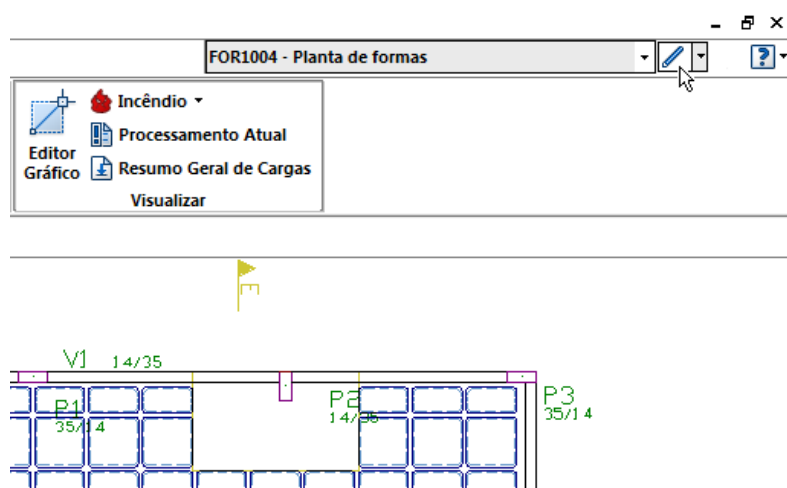 FOR1004 - Planta de formas
?
Incêndio
Processamento Atual
Resumo Geral de Cargas
Editor
Gráfico
Visualizar
E
V1 14/35
P1
35/14
P2
14/35
P3
35/14